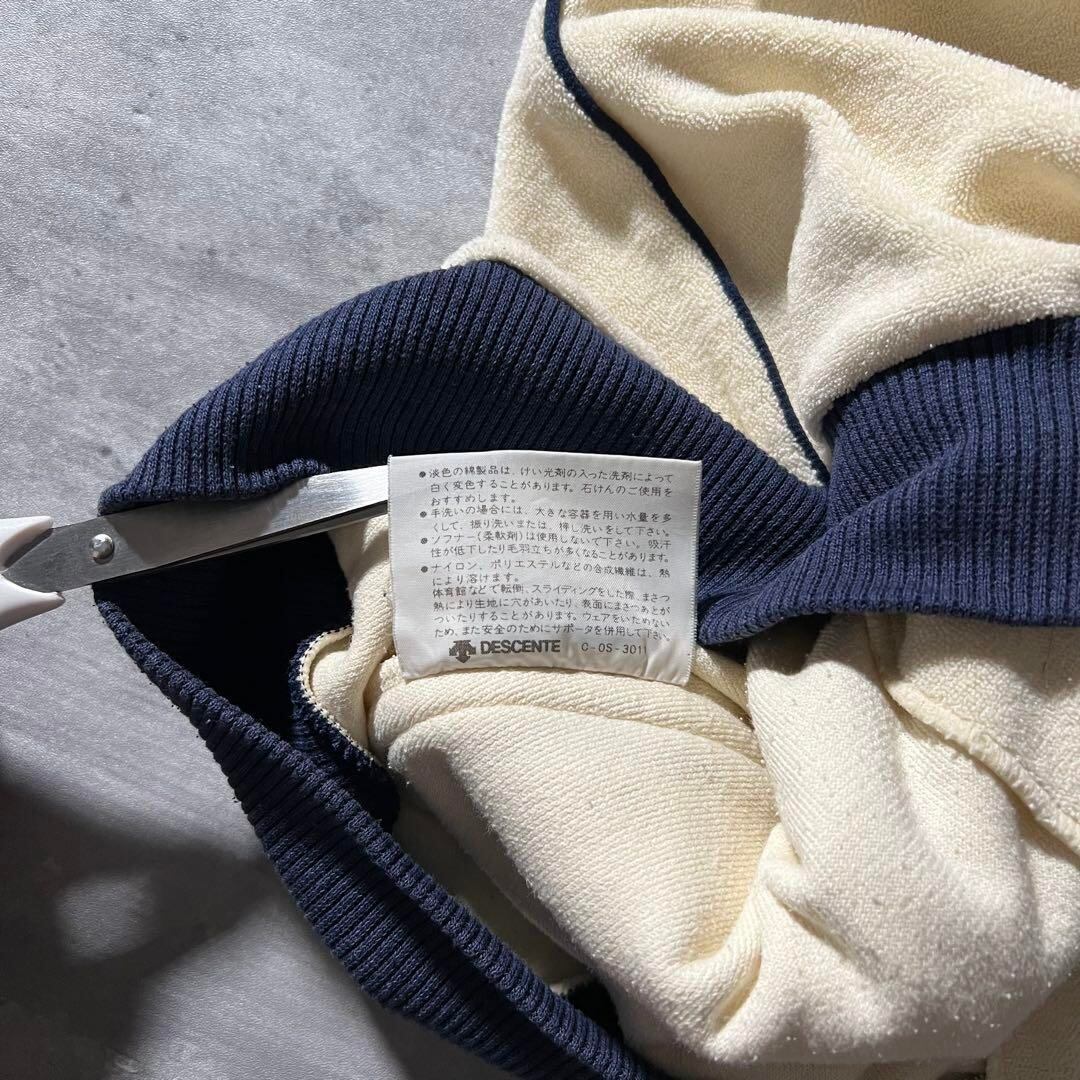 ● 淡色の綿製品は、けい光剤の入った洗剤によって
白く変色することがあります。石けんのご使用を
おすすめします。
● 手洗いの場合には、大きな容器を用い水量を多
くして、振り洗いまたは、押し洗いをして下さい。
● ソフナー(柔軟剤)は使用しないで下さい。吸汗
性が低下したり毛羽立ちが多くなることがあります。
● ナイロン、ポリエステルなどの合成繊維は、熱
により溶けます。
体育館などで転倒、スライディングをした際、まさつ
熱により生地に穴があいたり、表面にまさつあとが
ついたりすることがあります。ウェアをいためない
ため、また安全のためにサポータを併用して下さい。
DESCENTE C-OS-3011